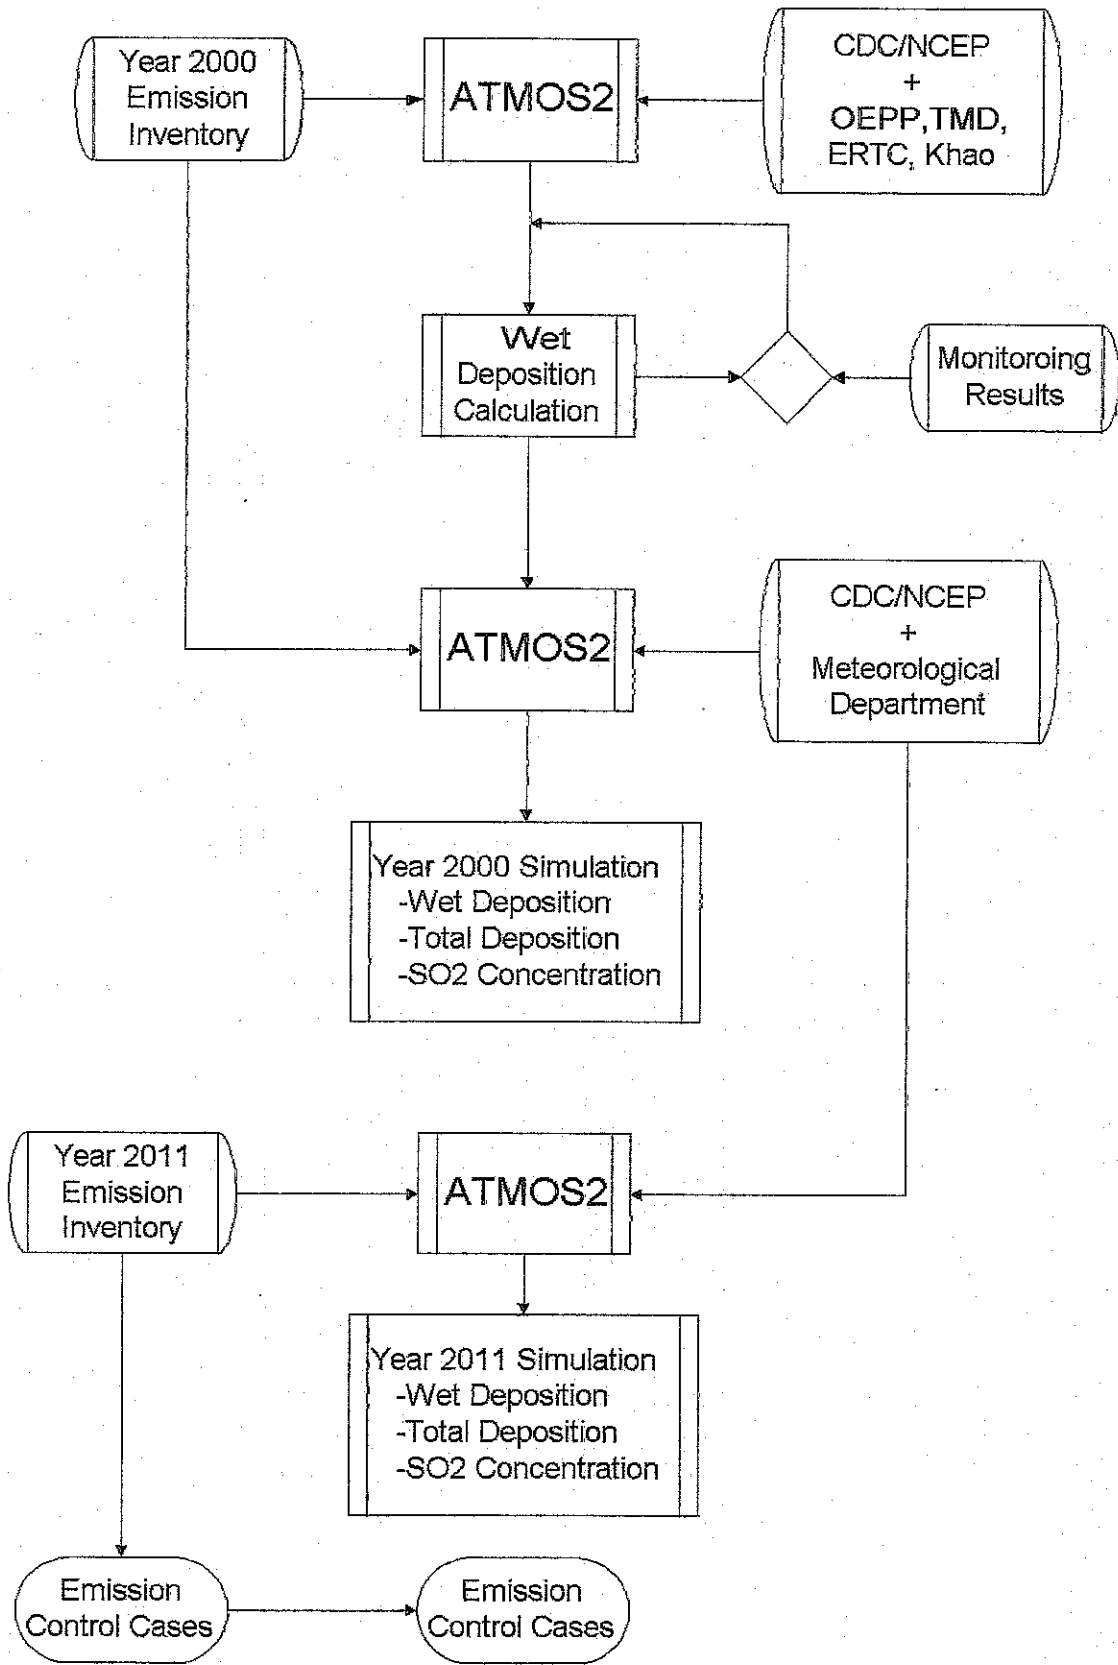 Year 2000
Emission
Inventory
ATMOS2
CDC/NCEP
+
OEPP,TMD,
ERTC, Khao
Wet
Deposition
Calculation
Monitoroing
Results
ATMOS2
CDC/NCEP
+
Meteorological
Department
Year 2000 Simulation
-Wet Deposition
-Total Deposition
-SO2 Concentration
Year 2011
Emission
Inventory
ATMOS2
Year 2011 Simulation
-Wet Deposition
-Total Deposition
-SO2 Concentration
Emission
Control Cases
Emission
Control Cases